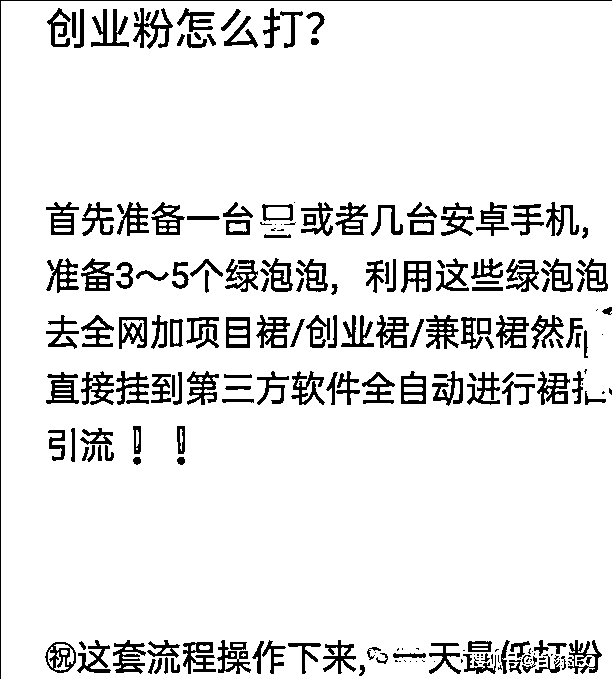 创业粉怎么打？
首先准备一台或者几台安卓手机，
准备3～5个绿泡泡，利用这些绿泡泡
去全网加项目裙/创业裙/兼职裙然后
直接挂到第三方软件全自动进行裙
引流！！
㊗这套流程操作下来，一天最低打粉